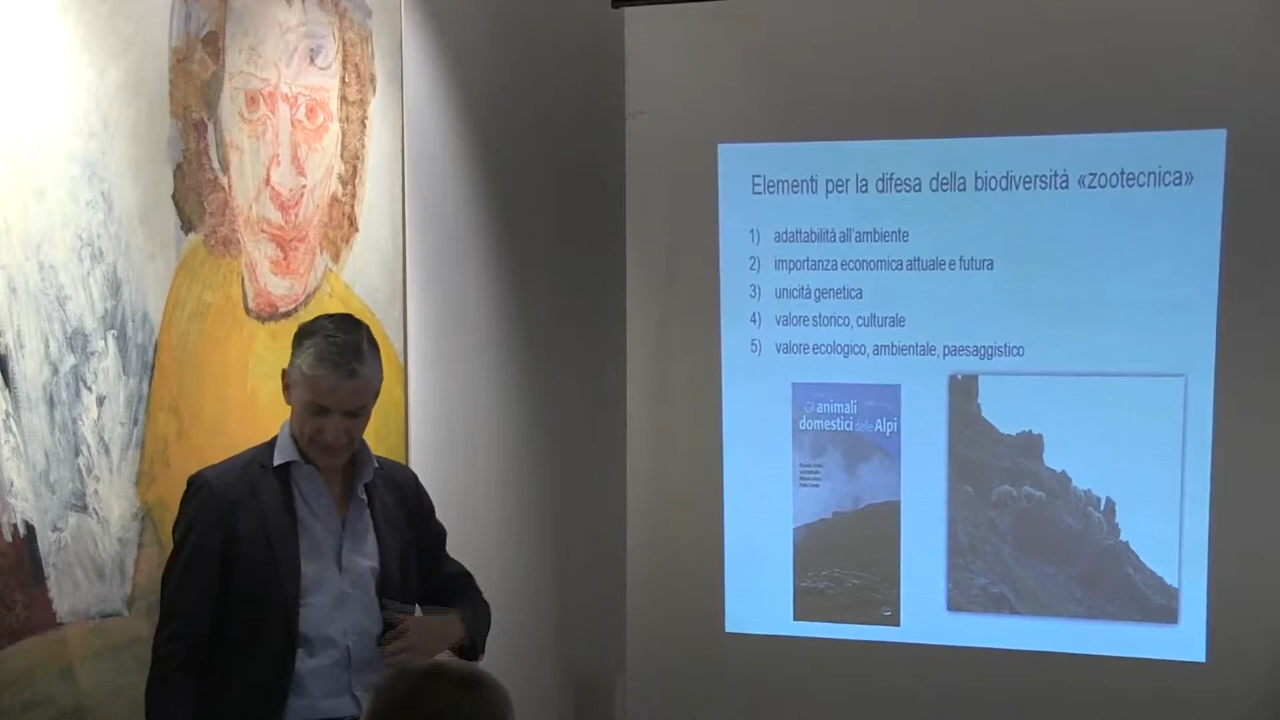 Elementi per la difesa della biodiversità «zootecnica»
1) adattabilità all'ambiente
2) importanza economica attuale e futura
3) unicità genetica
4) valore storico, culturale
5) valore ecologico, ambientale, paesaggistico
Gli animali
domestici delle Alpi